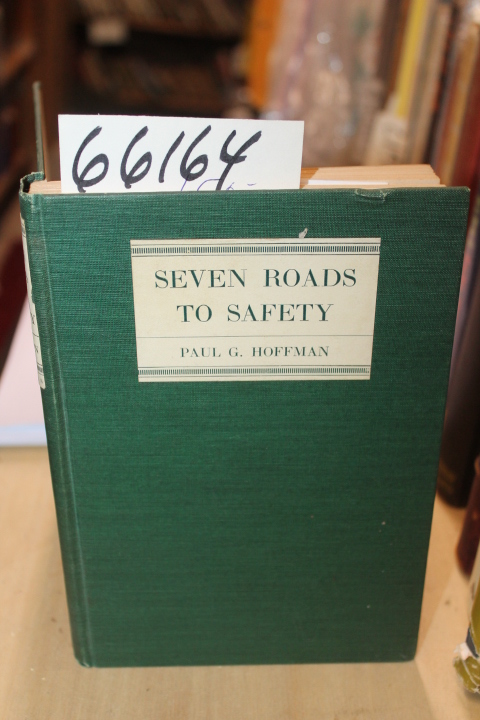 66164
SEVEN ROADS
TO SAFETY
PAUL G. HOFFMAN